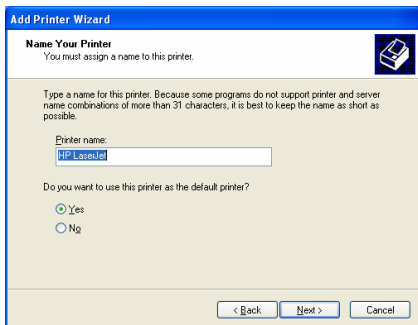 Add Printer Wizard
Name Your Printer
You must assign a name to this printer.
Type a name for this printer. Because some programs do not support printer and server
name combinations of more than 31 characters, it is best to keep the name as short as
possible.
Printer name:
HP LaserJet
Do you want to use this printer as the default printer?
Yes
No
< Back Next > Cancel